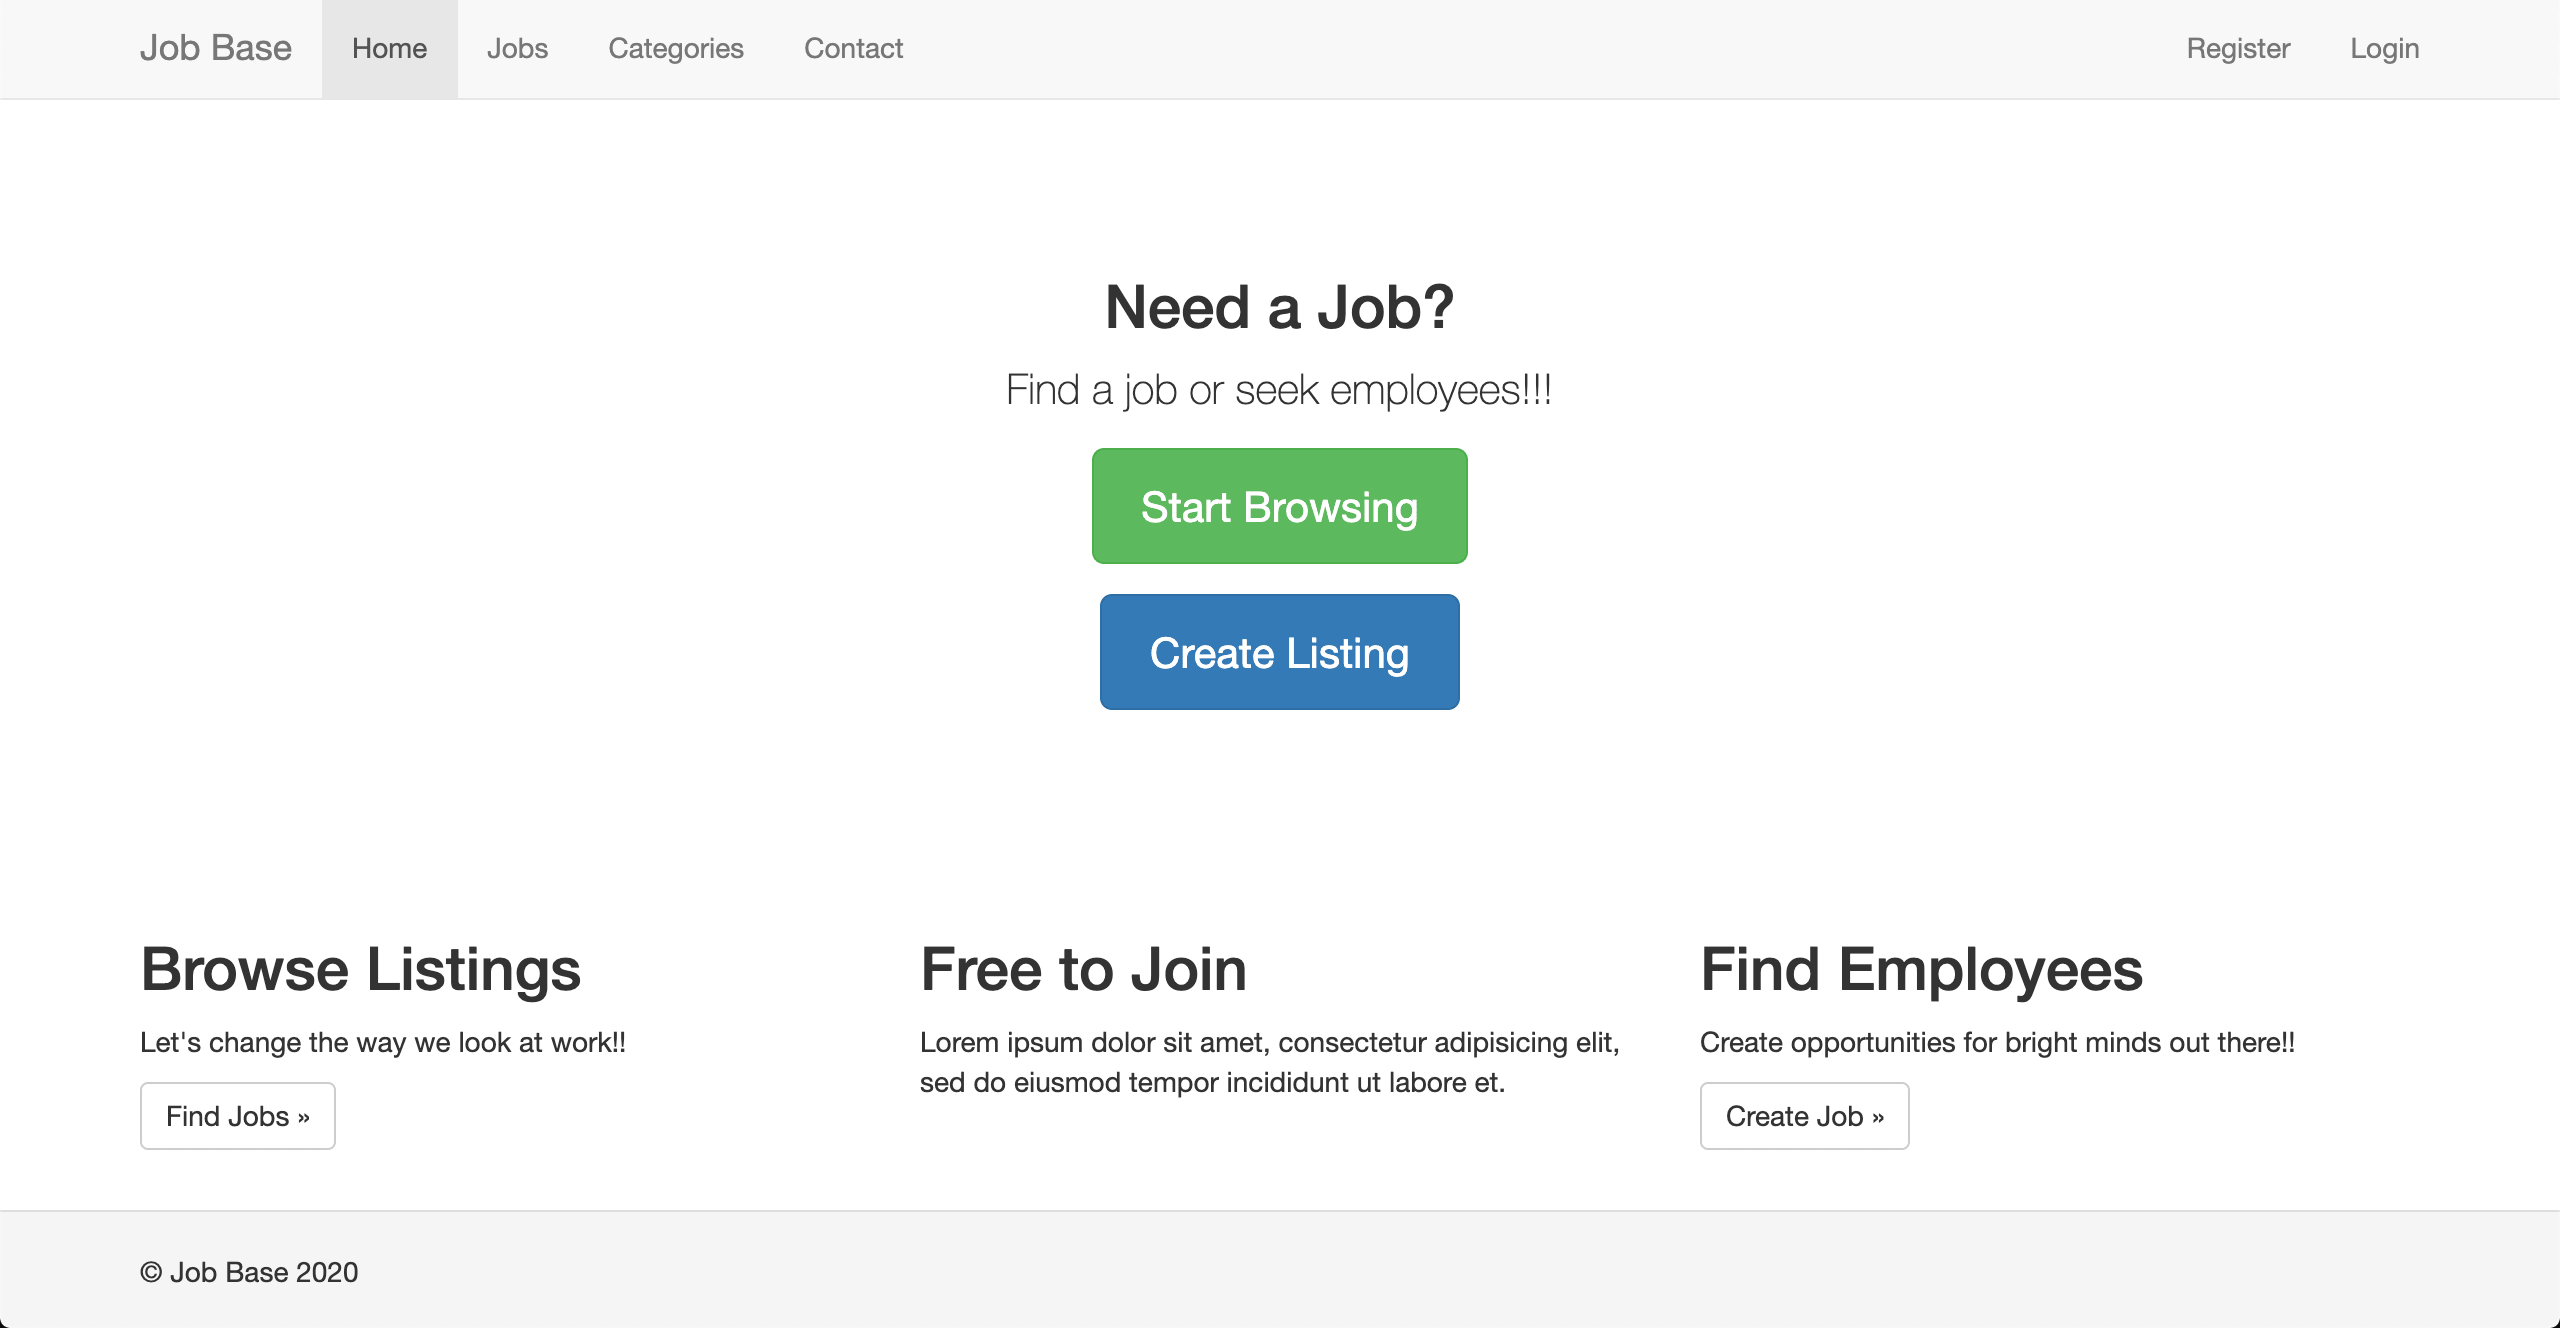 Job Base Home Jobs Categories Contact Register Login
Need a Job?
Find a job or seek employees!!!
Start Browsing
Create Listing
Browse Listings
Let's change the way we look at work!!
Find Jobs »
Free to Join
Lorem ipsum dolor sit amet, consectetur adipisicing elit,
sed do eiusmod tempor incididunt ut labore et.
Find Employees
Create opportunities for bright minds out there!!
Create Job »
© Job Base 2020